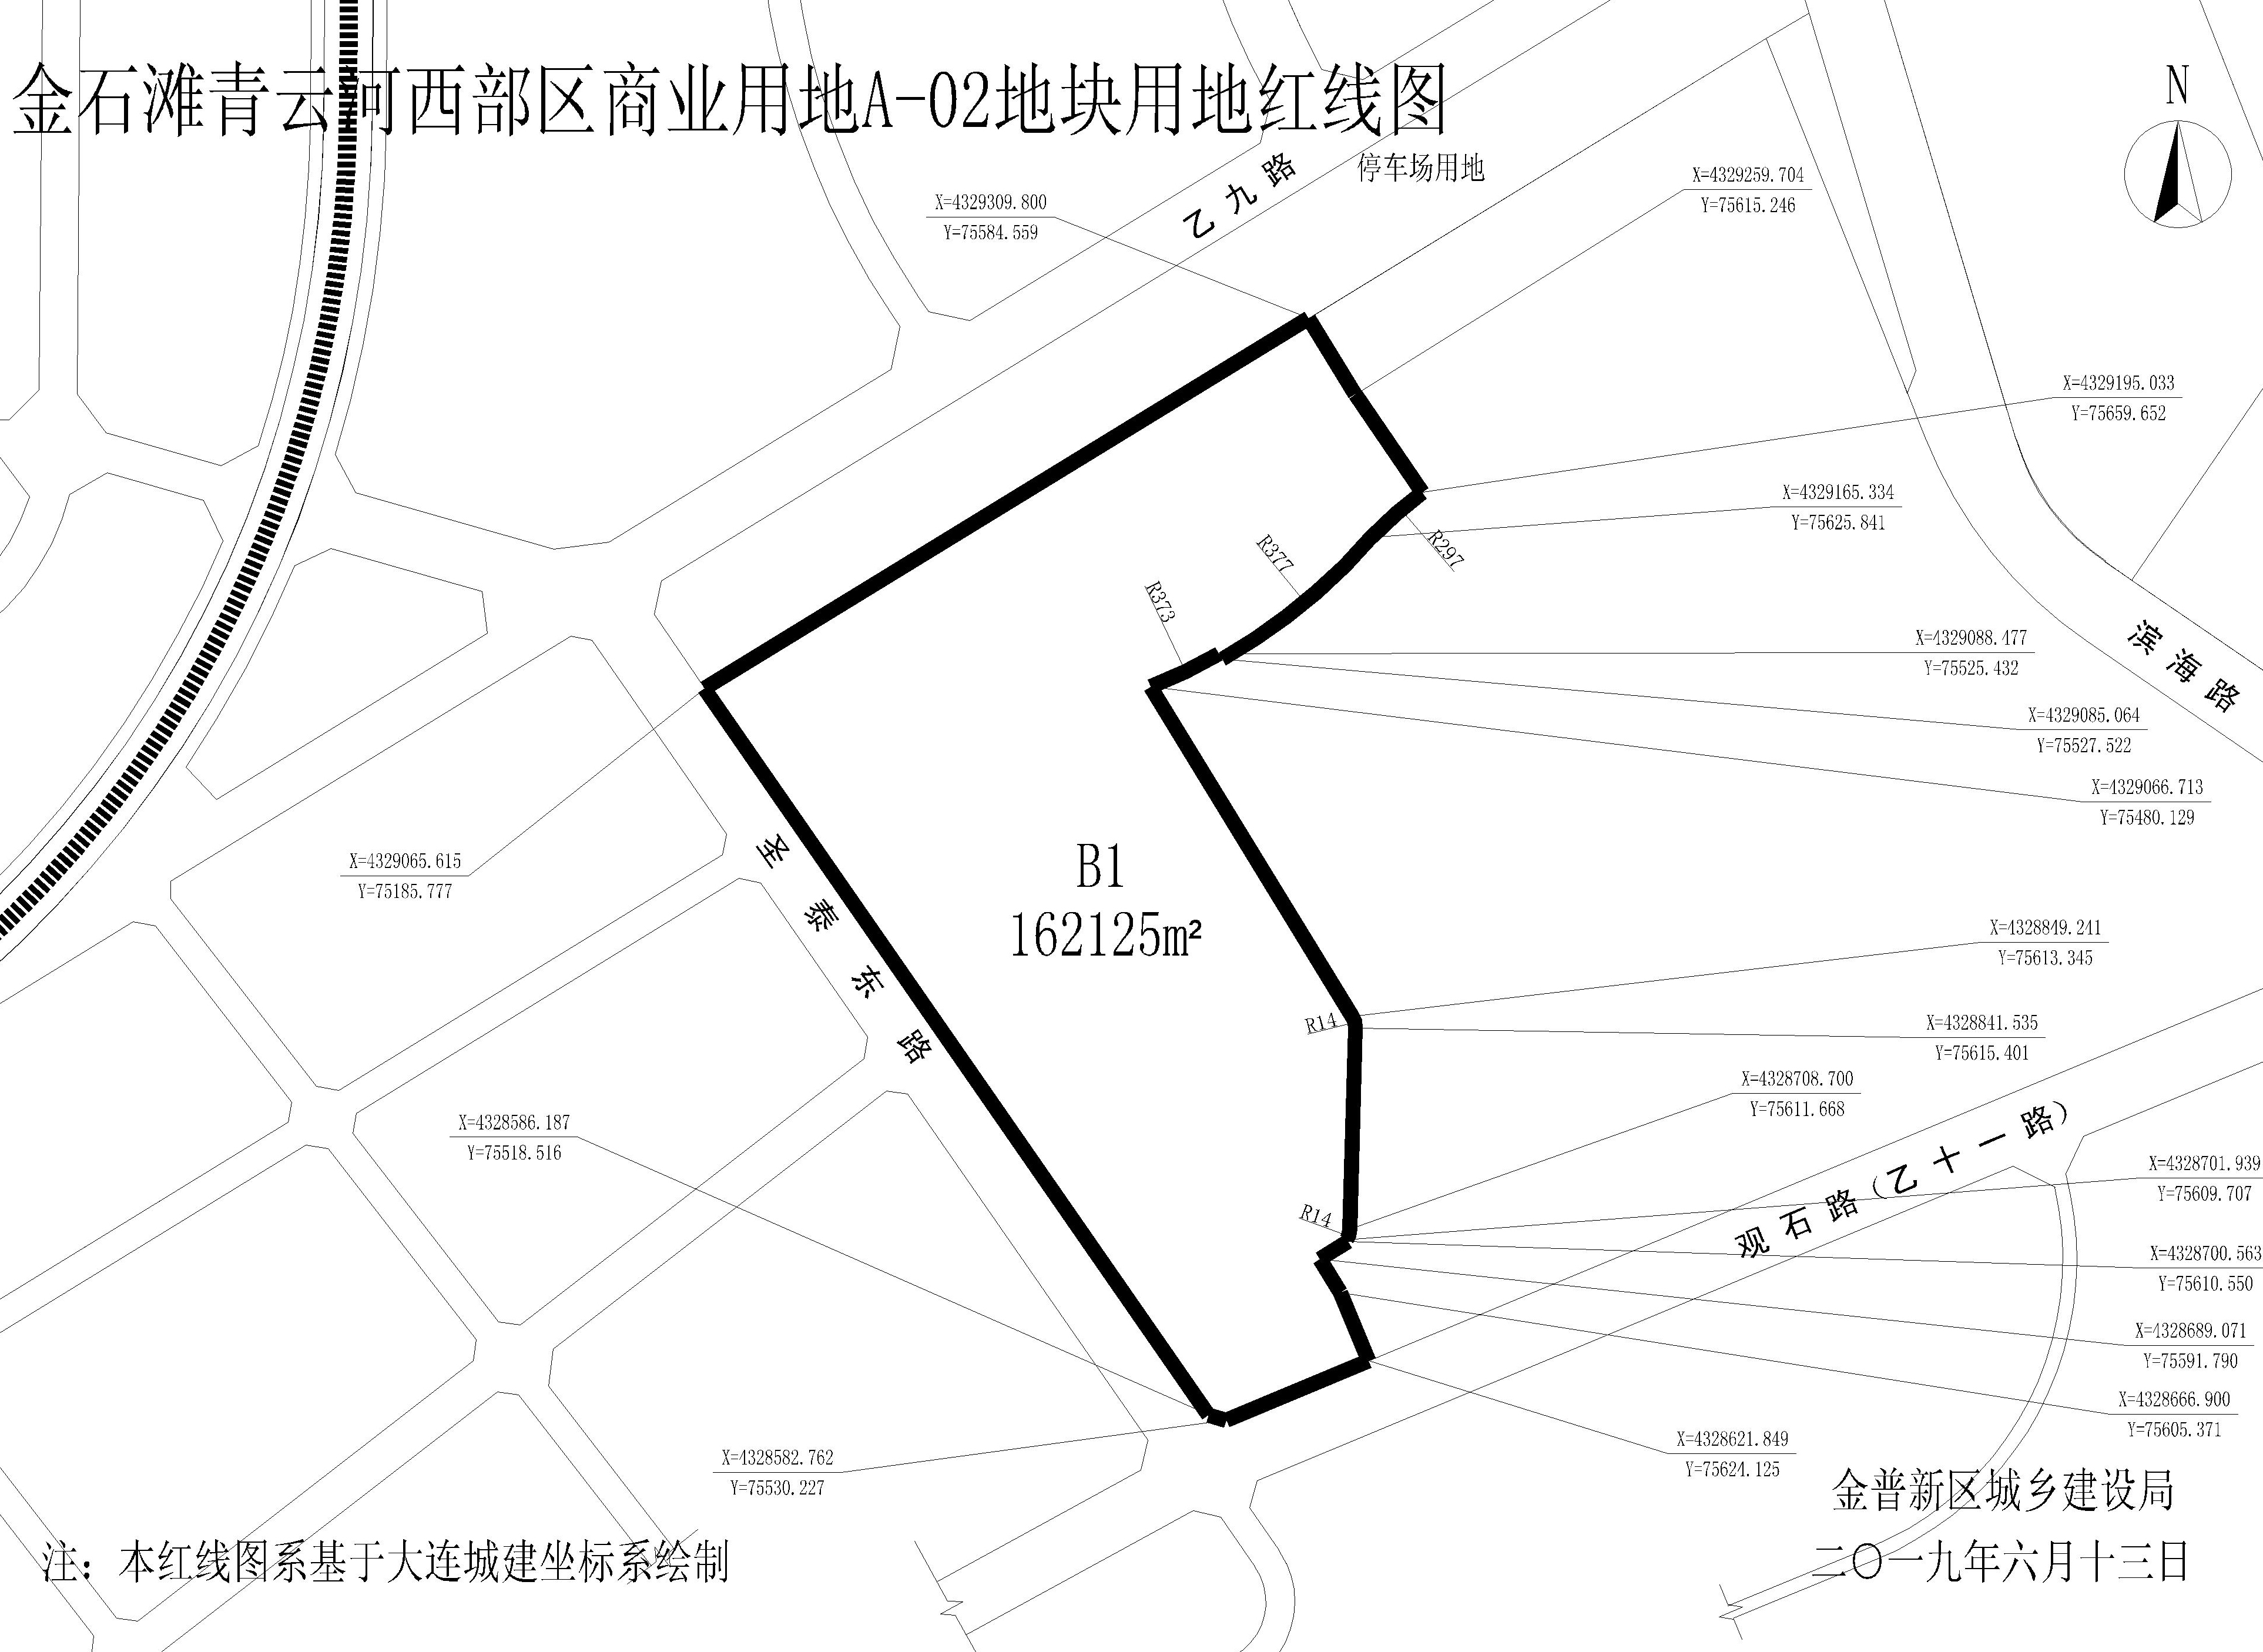 金石滩青云河西部区商业用地A-02地块用地红线图
N
停车场用地
乙九路
X=4329309.800
Y=75584.559
X=4329259.704
Y=75615.246
X=4329195.033
Y=75659.652
X=4329165.334
Y=75625.841
R297
R377
R373
X=4329088.477
Y=75525.432
滨海路
X=4329085.064
Y=75527.522
X=4329066.713
Y=75480.129
X=4329065.615
Y=75185.777
圣泰东路
B1
162125m²
X=4328849.241
Y=75613.345
R14
X=4328841.535
Y=75615.401
X=4328708.700
Y=75611.668
X=4328586.187
Y=75518.516
观石路(乙十一路)
X=4328701.939
Y=75609.707
R14
X=4328700.563
Y=75610.550
X=4328689.071
Y=75591.790
X=4328666.900
Y=75605.371
X=4328621.849
Y=75624.125
X=4328582.762
Y=75530.227
金普新区城乡建设局
二〇一九年六月十三日
注：本红线图系基于大连城建坐标系绘制